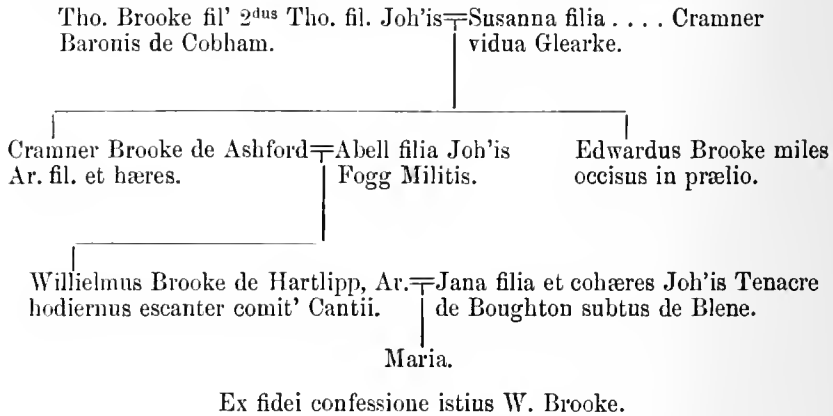 Tho. Brooke fil' 2dus Tho. fil. Joh'is=Susanna filia . . . . Cramner
Baronis de Cobham. vidua Glearke.
Cramner Brooke de Ashford=Abell filia Joh'is Edwardus Brooke miles
Ar. fil. et hæres. Fogg Militis. occisus in prælio.
Willielmus Brooke de Hartlipp, Ar.=Jana filia et cohæres Joh'is Tenacre
hodiernus escanter comit' Cantii. de Boughton subtus de Blene.
Maria.
Ex fidei confessione istius W. Brooke.